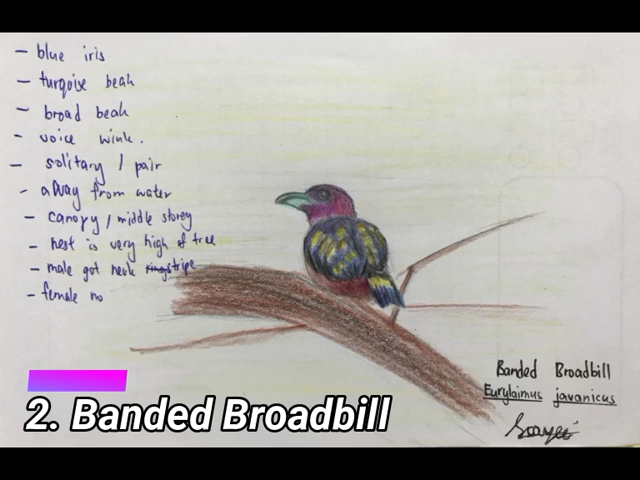 - blue iris
- turqoise beak
- broad beak
- voice wink.
- solitary / pair
- away from water
- canopy / middle storey
- nest is very high of tree
- male got neck stripe
- female no
Banded Broadbill
Eurylaimus javanicus
2. Banded Broadbill